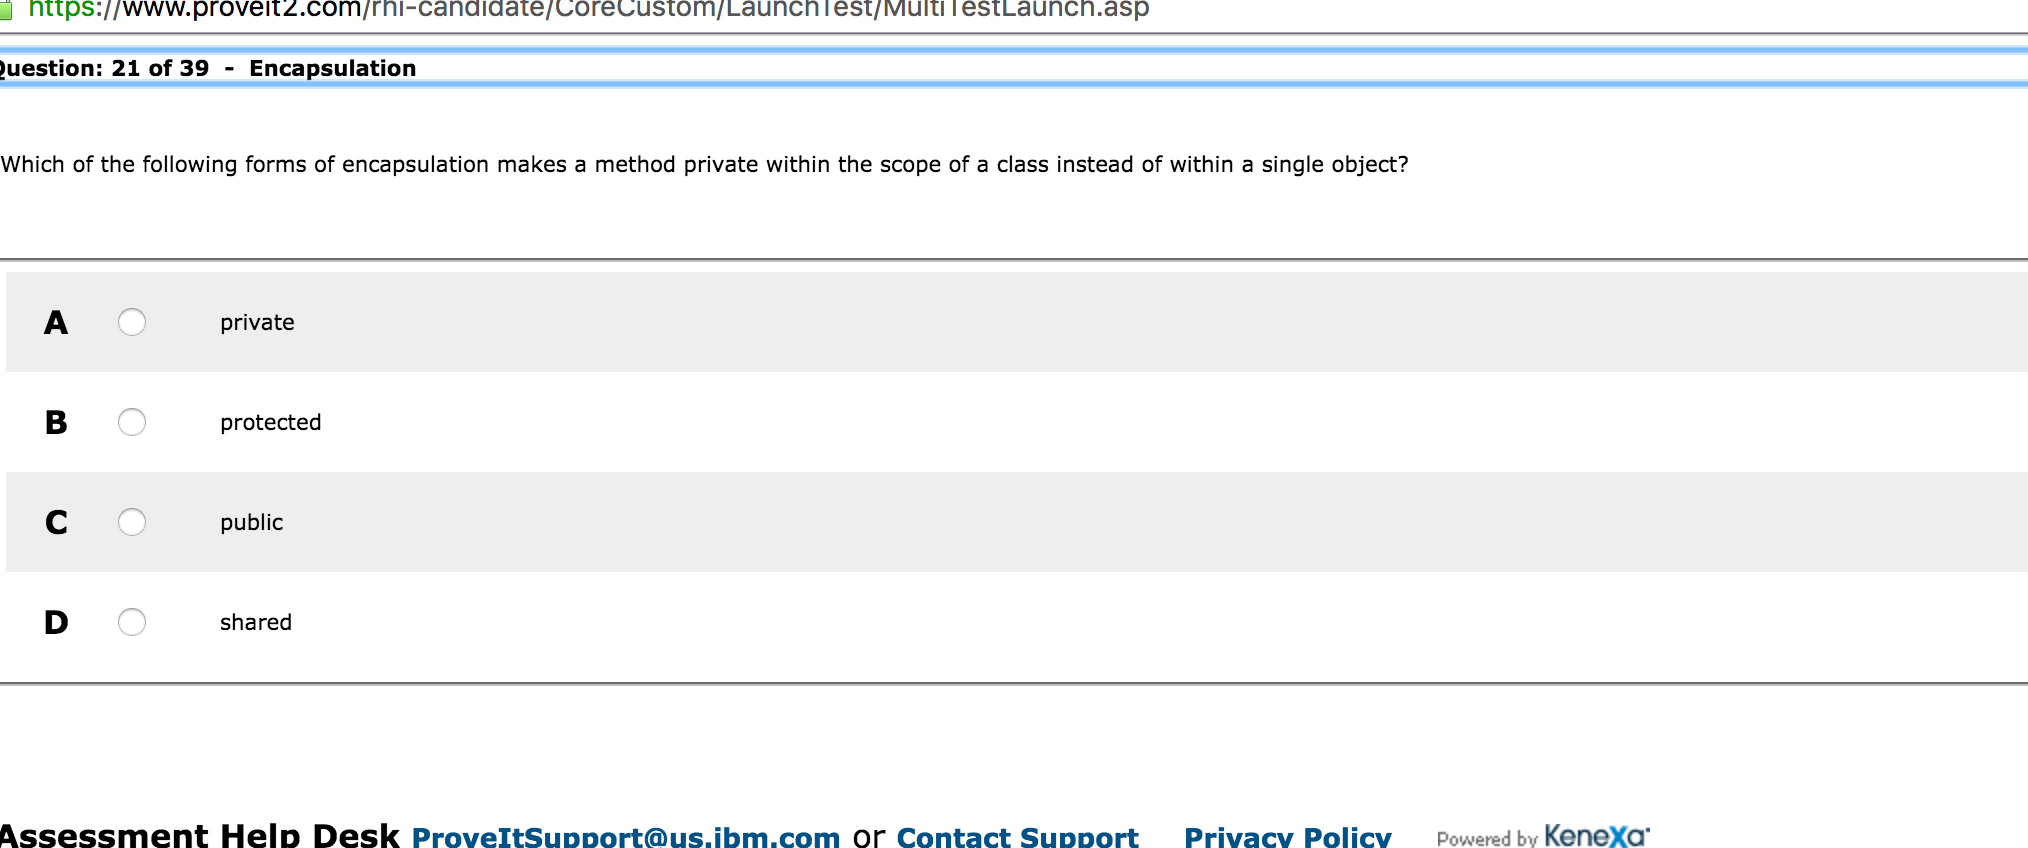 https://www.proveit2.com/rhi-candidate/CoreCustom/LaunchTest/MultiTestLaunch.asp
Question: 21 of 39 - Encapsulation
Which of the following forms of encapsulation makes a method private within the scope of a class instead of within a single object?
A private
B protected
C public
D shared
Assessment Help Desk ProveItSupport@us.ibm.com or Contact Support Privacy Policy Powered by Kenexa